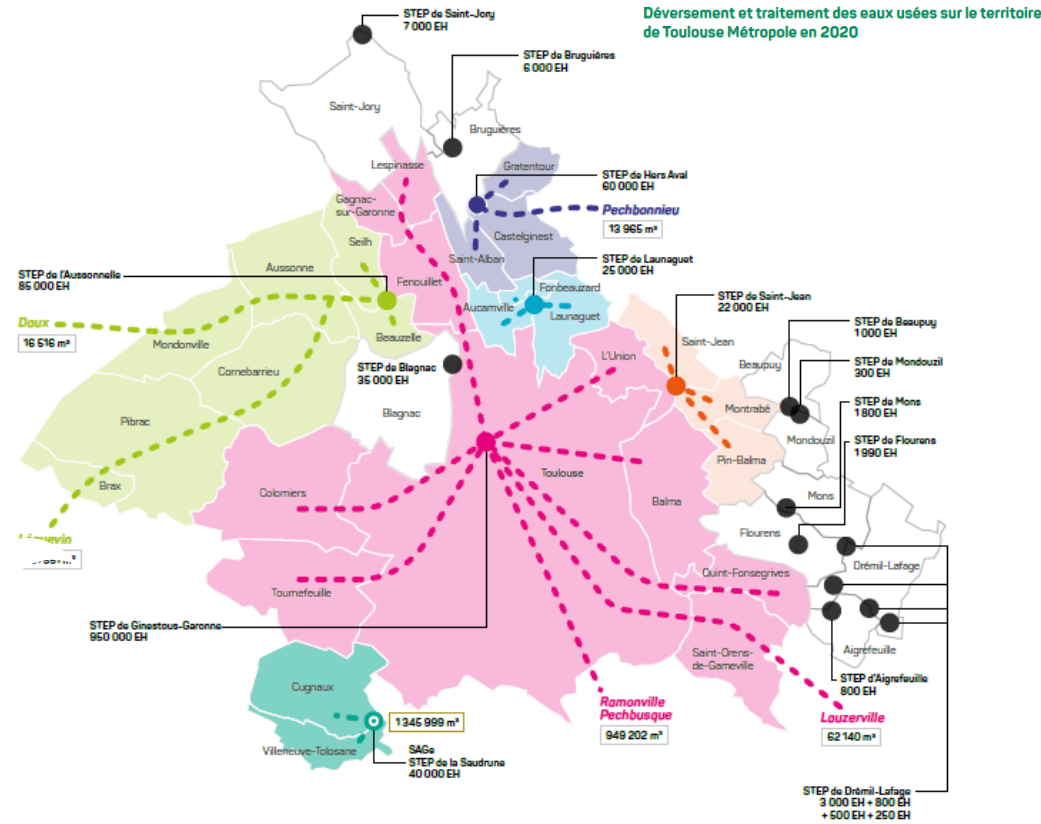 Déversement et traitement des eaux usées sur le territoire
de Toulouse Métropole en 2020
STEP de Saint-Jory
7 000 EH
STEP de Bruguières
6 000 EH
Saint-Jory
Bruguières
Lespinasse
Gratentour
STEP de Hers Aval
60 000 EH
Gagnac-
sur-Garonne
Pechbonnieu
13 965 m³
Seilh
Castelginest
Saint-Alban
STEP de Launaguet
25 000 EH
Aussonne
STEP de l'Aussonnelle
85 000 EH
Fenouillet
Fonbeauzard
Aucamville
Launaguet
STEP de Saint-Jean
22 000 EH
Daux
16 516 m³
Mondonville
Beauzelle
Saint-Jean
STEP de Beaupuy
1 000 EH
L'Union
Beaupuy
STEP de Mondouzil
300 EH
STEP de Blagnac
35 000 EH
Cornebarrieu
Blagnac
Montrabé
STEP de Mons
1 800 EH
Pibrac
Mondouzil
STEP de Flourens
1 990 EH
Pin-Balma
Toulouse
Brax
Colomiers
Balma
Mons
Flourens
Drémil-Lafage
Quint-Fonsegrives
Tournefeuille
STEP de Ginestous-Garonne
950 000 EH
Saint-Orens-
de-Gameville
Aigrefeuille
STEP d'Aigrefeuille
800 EH
Cugnaux
Ramonville
Pechbusque
949 202 m³
Lauzerville
62 140 m³
1 345 999 m³
Villeneuve-Tolosane
SAGe
STEP de la Saudrune
40 000 EH
STEP de Drémil-Lafage
3 000 EH + 800 EH
+ 500 EH + 250 EH